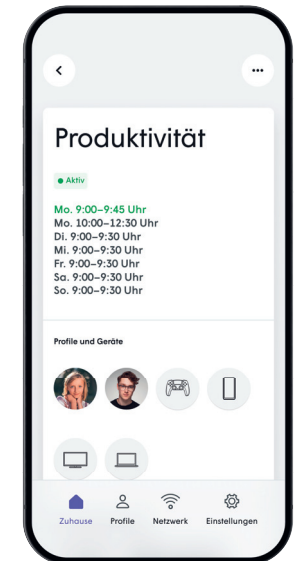 Produktivität
Aktiv
Mo. 9:00–9:45 Uhr
Mo. 10:00–12:30 Uhr
Di. 9:00–9:30 Uhr
Mi. 9:00–9:30 Uhr
Fr. 9:00–9:30 Uhr
Sa. 9:00–9:30 Uhr
So. 9:00–9:30 Uhr
Profile und Geräte
Zuhause Profile Netzwerk Einstellungen